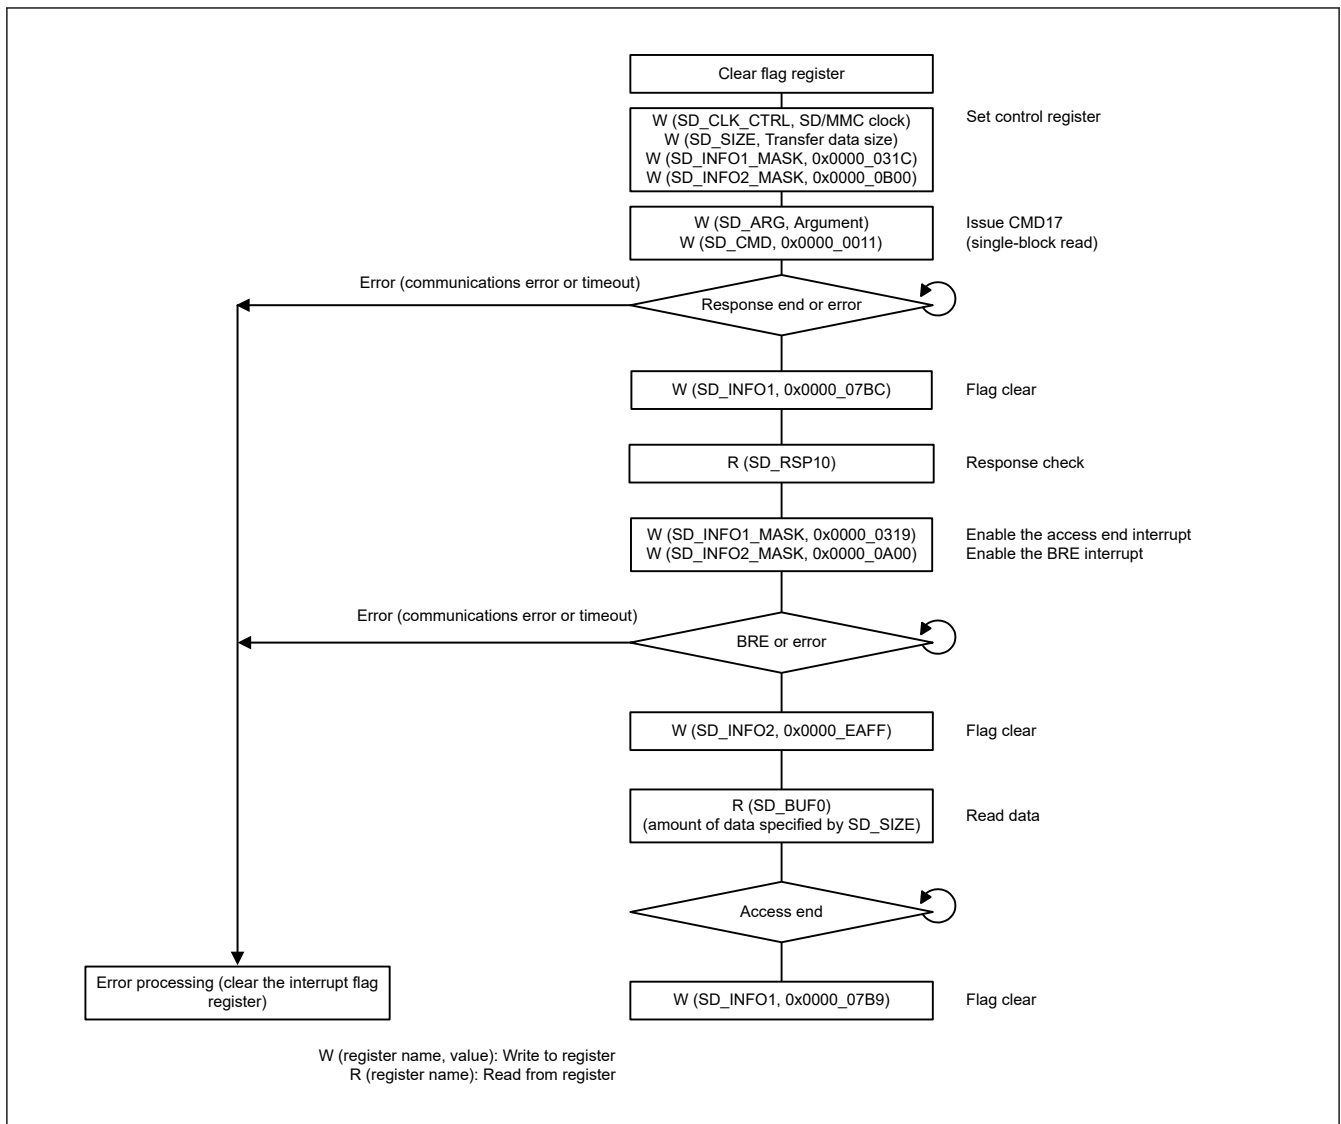 Clear flag register
W (SD_CLK_CTRL, SD/MMC clock)
W (SD_SIZE, Transfer data size)
W (SD_INFO1_MASK, 0x0000_031C)
W (SD_INFO2_MASK, 0x0000_0B00)
Set control register
W (SD_ARG, Argument)
W (SD_CMD, 0x0000_0011)
Issue CMD17
(single-block read)
Error (communications error or timeout)
Response end or error
W (SD_INFO1, 0x0000_07BC)
Flag clear
R (SD_RSP10)
Response check
W (SD_INFO1_MASK, 0x0000_0319)
W (SD_INFO2_MASK, 0x0000_0A00)
Enable the access end interrupt
Enable the BRE interrupt
Error (communications error or timeout)
BRE or error
W (SD_INFO2, 0x0000_EAFF)
Flag clear
R (SD_BUF0)
(amount of data specified by SD_SIZE)
Read data
Access end
Error processing (clear the interrupt flag
register)
W (SD_INFO1, 0x0000_07B9)
Flag clear
W (register name, value): Write to register
R (register name): Read from register